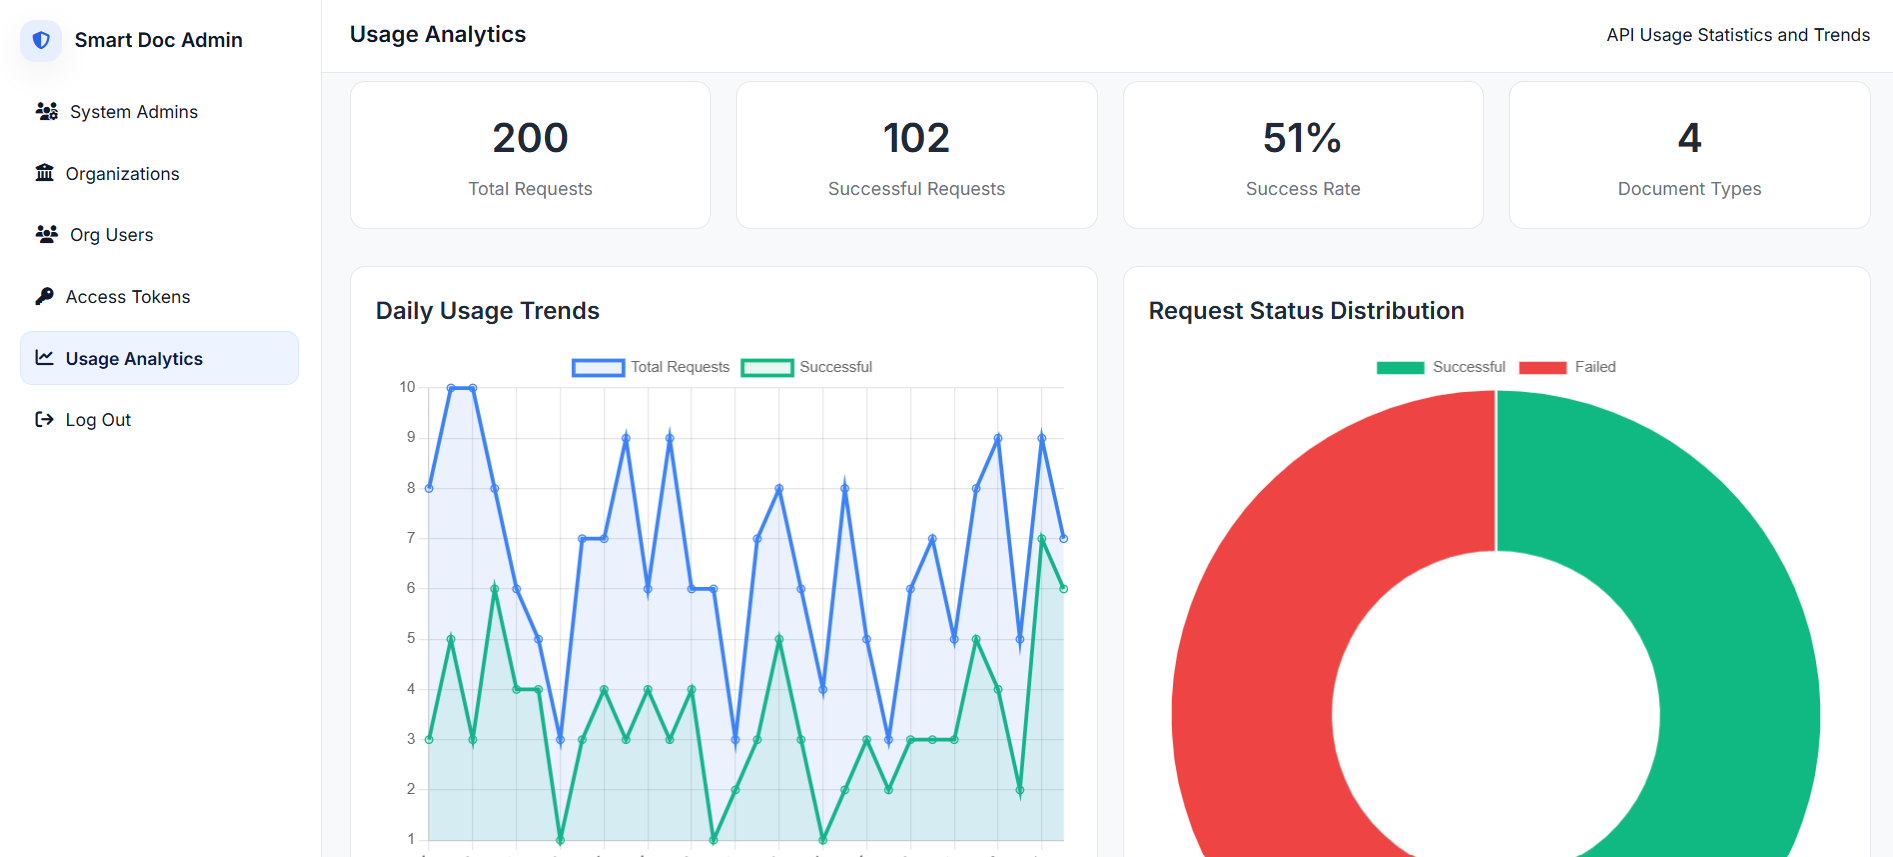 Smart Doc Admin
System Admins
Organizations
Org Users
Access Tokens
Usage Analytics
Log Out
Usage Analytics
API Usage Statistics and Trends
200
Total Requests
102
Successful Requests
51%
Success Rate
4
Document Types
Daily Usage Trends
Total Requests Successful
10
9
8
7
6
5
4
3
2
1
Request Status Distribution
Successful Failed